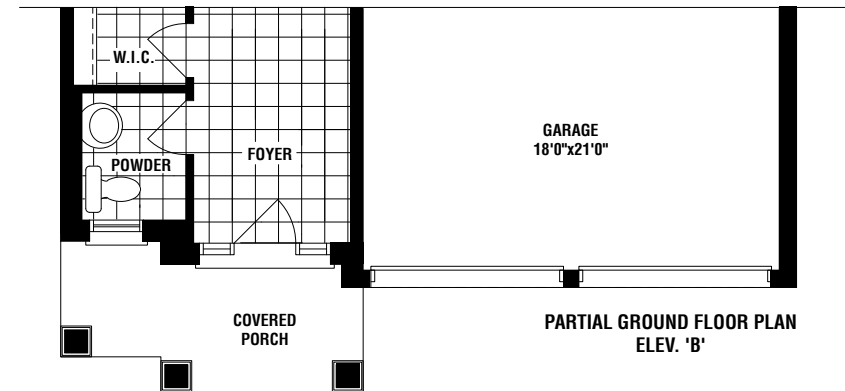 W.I.C.
POWDER
FOYER
GARAGE
18'0"x21'0"
COVERED
PORCH
PARTIAL GROUND FLOOR PLAN
ELEV. 'B'